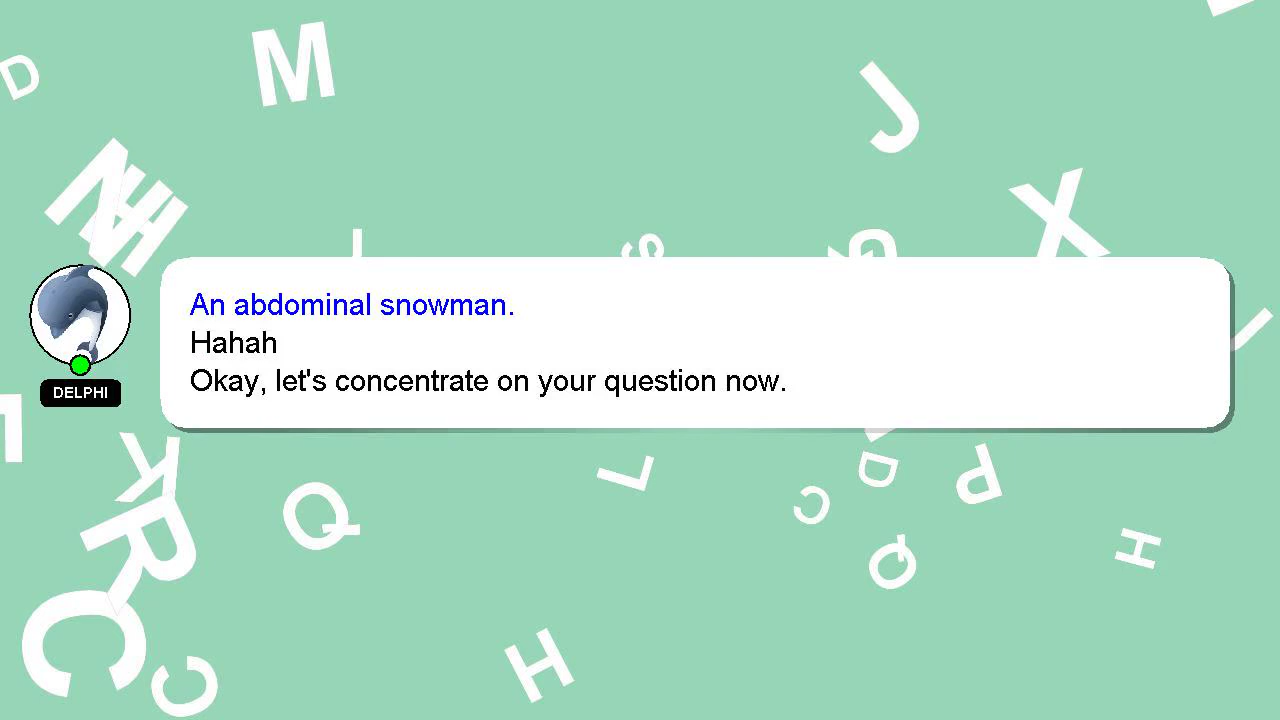 An abdominal snowman.
Hahah
Okay, let's concentrate on your question now.
DELPHI